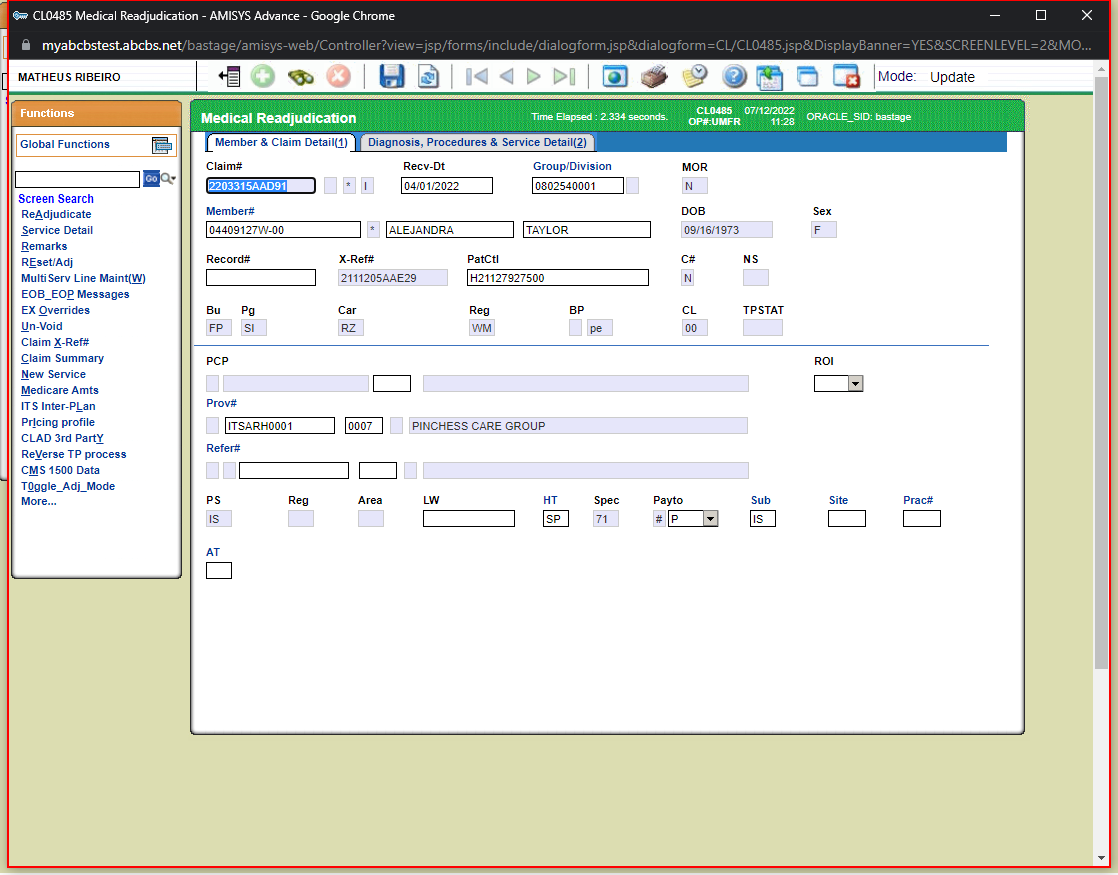 CL0485 Medical Readjudication - AMISYS Advance - Google Chrome
myabcbstest.abcbs.net/bastage/amisys-web/Controller?view=jsp/forms/include/dialogform.jsp&dialogform=CL/CL0485.jsp&DisplayBanner=YES&SCREENLEVEL=2&MO...
MATHEUS RIBEIRO
Mode: Update
Functions
Global Functions
Go
Screen Search
ReAdjudicate
Service Detail
Remarks
REset/Adj
MultiServ Line Maint(W)
EOB_EOP Messages
EX Overrides
Un-Void
Claim X-Ref#
Claim Summary
New Service
Medicare Amts
ITS Inter-PLan
PrIcing profile
CLAD 3rd PartY
ReVerse TP process
CMS 1500 Data
T0ggle_Adj_Mode
More...
Medical Readjudication
Time Elapsed : 2.334 seconds.
CL0485 07/12/2022
OP#:UMFR 11:28
ORACLE_SID: bastage
Member & Claim Detail(1) Diagnosis, Procedures & Service Detail(2)
Claim# Recv-Dt Group/Division MOR
2203315AAD91 * I 04/01/2022 0802540001 N
Member# DOB Sex
04409127W-00 * ALEJANDRA TAYLOR 09/16/1973 F
Record# X-Ref# PatCtl C# NS
2111205AAE29 H21127927500 N
Bu Pg Car Reg BP CL TPSTAT
FP SI RZ WM pe 00
PCP ROI
Prov#
ITSARH0001 0007 PINCHESS CARE GROUP
Refer#
PS Reg Area LW HT Spec Payto Sub Site Prac#
IS SP 71 # P IS
AT